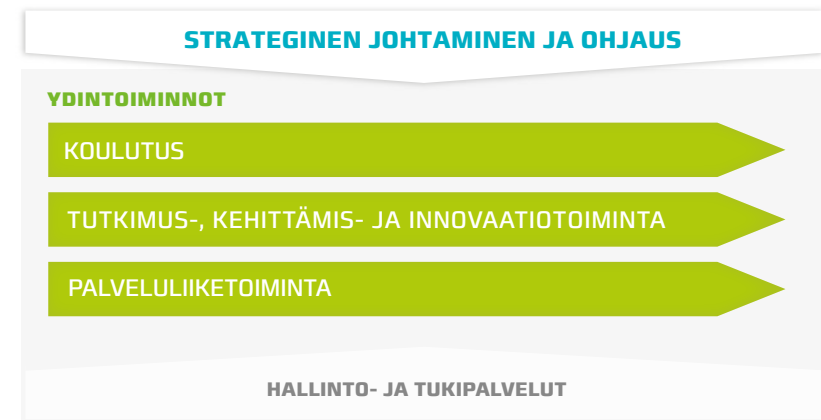 STRATEGINEN JOHTAMINEN JA OHJAUS
YDINTOIMINNOT
KOULUTUS
TUTKIMUS-, KEHITTÄMIS- JA INNOVAATIOTOIMINTA
PALVELULIIKETOIMINTA
HALLINTO- JA TUKIPALVELUT